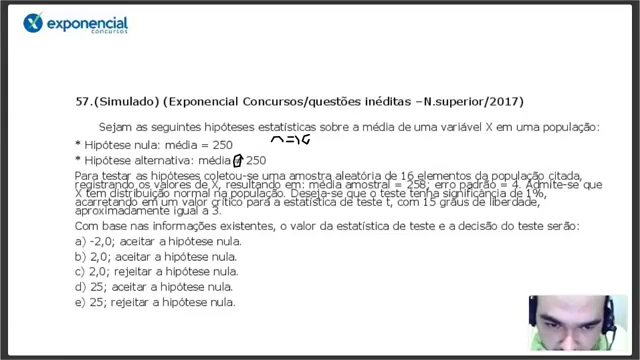 exponencial
concursos
57.(Simulado) (Exponencial Concursos/questões inéditas –N.superior/2017)
Sejam as seguintes hipóteses estatísticas sobre a média de uma variável X em uma população:
* Hipótese nula: média = 250
* Hipótese alternativa: média 250
Para testar as hipóteses coletou-se uma amostra aleatória de 16 elementos da população citada,
registrando os valores de X, resultando em: média amostral = 258; erro padrão = 4. Admite-se que
X tem distribuição normal na população. Deseja-se que o teste tenha significância de 1%,
acarretando em um valor crítico para a estatística de teste t, com 15 graus de liberdade,
aproximadamente igual a 3.
Com base nas informações existentes, o valor da estatística de teste e a decisão do teste serão:
a) -2,0; aceitar a hipótese nula.
b) 2,0; aceitar a hipótese nula.
c) 2,0; rejeitar a hipótese nula.
d) 25; aceitar a hipótese nula.
e) 25; rejeitar a hipótese nula.